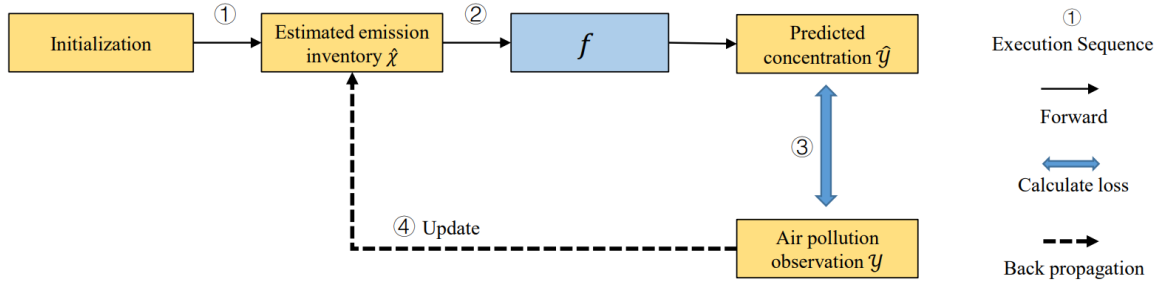 ①
②
①
Initialization
Estimated emission
inventory χ̂
f
Predicted
concentration ŷ
Execution Sequence
Forward
③
Calculate loss
④ Update
Air pollution
observation y
Back propagation